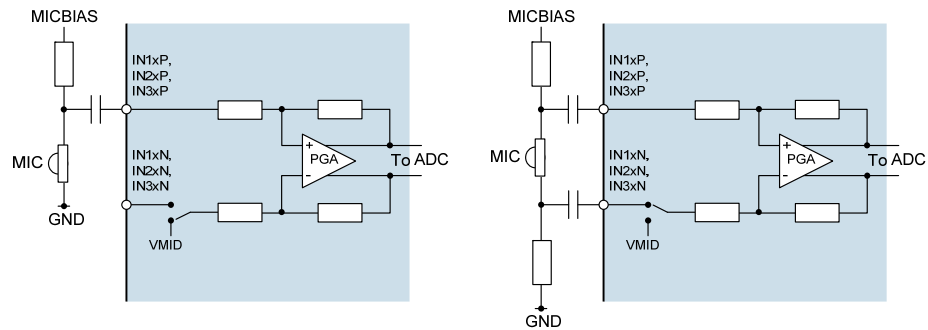 MICBIAS
IN1xP,
IN2xP,
IN3xP
+
PGA
-
To ADC
MIC
IN1xN,
IN2xN,
IN3xN
GND
VMID
MICBIAS
IN1xP,
IN2xP,
IN3xP
+
PGA
-
To ADC
MIC
IN1xN,
IN2xN,
IN3xN
VMID
GND